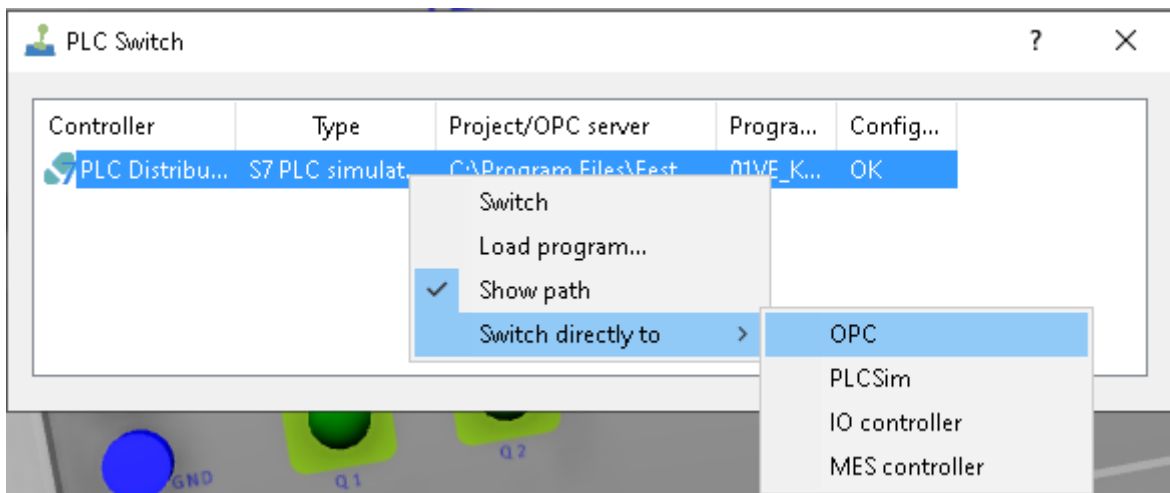 PLC Switch ? ×
Controller Type Project/OPC server Progra... Config...
PLC Distribu... S7 PLC simulat... C:\Program Files\Fest... 01VE_K... OK
Switch
Load program...
Show path
Switch directly to >
OPC
PLCSim
IO controller
MES controller
GND
Q1
Q2